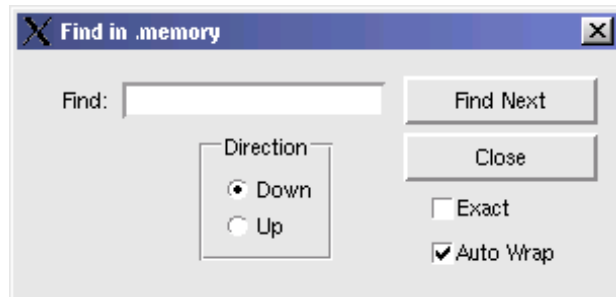 Find in .memory
Find:
Find Next
Direction
Close
Down
Exact
Up
Auto Wrap